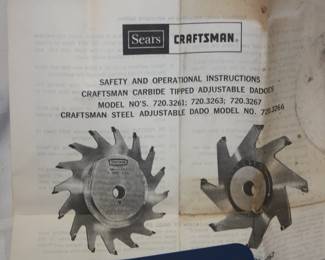 Sears CRAFTSMAN®
SAFETY AND OPERATIONAL INSTRUCTIONS
CRAFTSMAN CARBIDE TIPPED ADJUSTABLE DADOES
MODEL NO'S. 720.3261; 720.3263; 720.3267
CRAFTSMAN STEEL ADJUSTABLE DADO MODEL NO. 720.3266